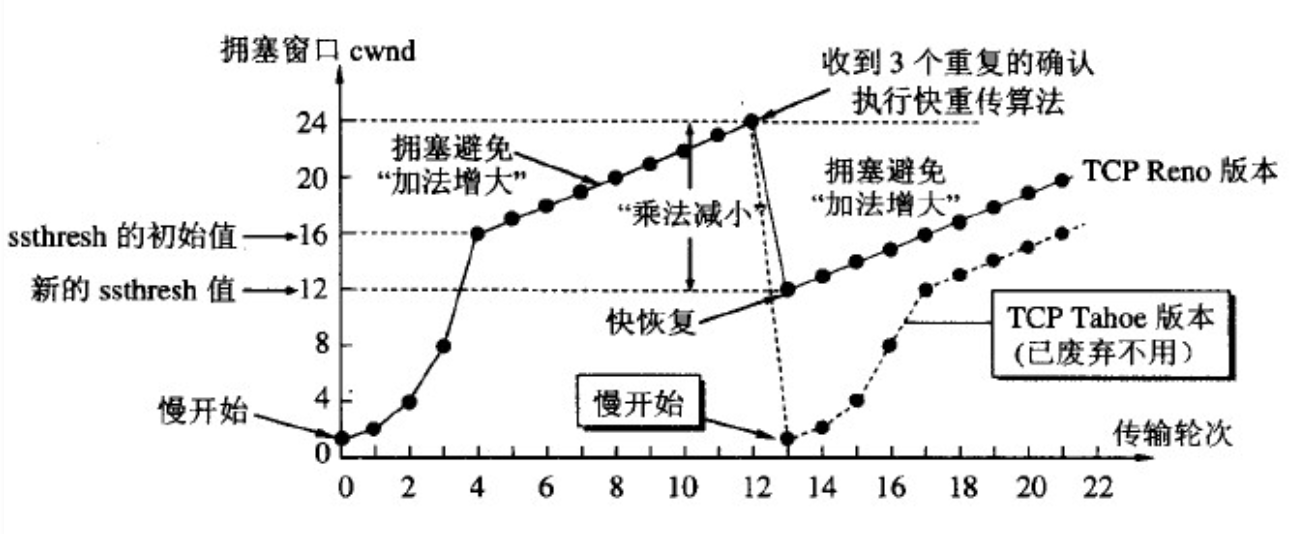 拥塞窗口 cwnd
收到 3 个重复的确认
执行快重传算法
24
拥塞避免
“加法增大”
拥塞避免
“加法增大”
TCP Reno 版本
20
“乘法减小”
ssthresh 的初始值
16
新的 ssthresh 值
12
快恢复
TCP Tahoe 版本
(已废弃不用）
8
慢开始
4
慢开始
传输轮次
0
0 2 4 6 8 10 12 14 16 18 20 22